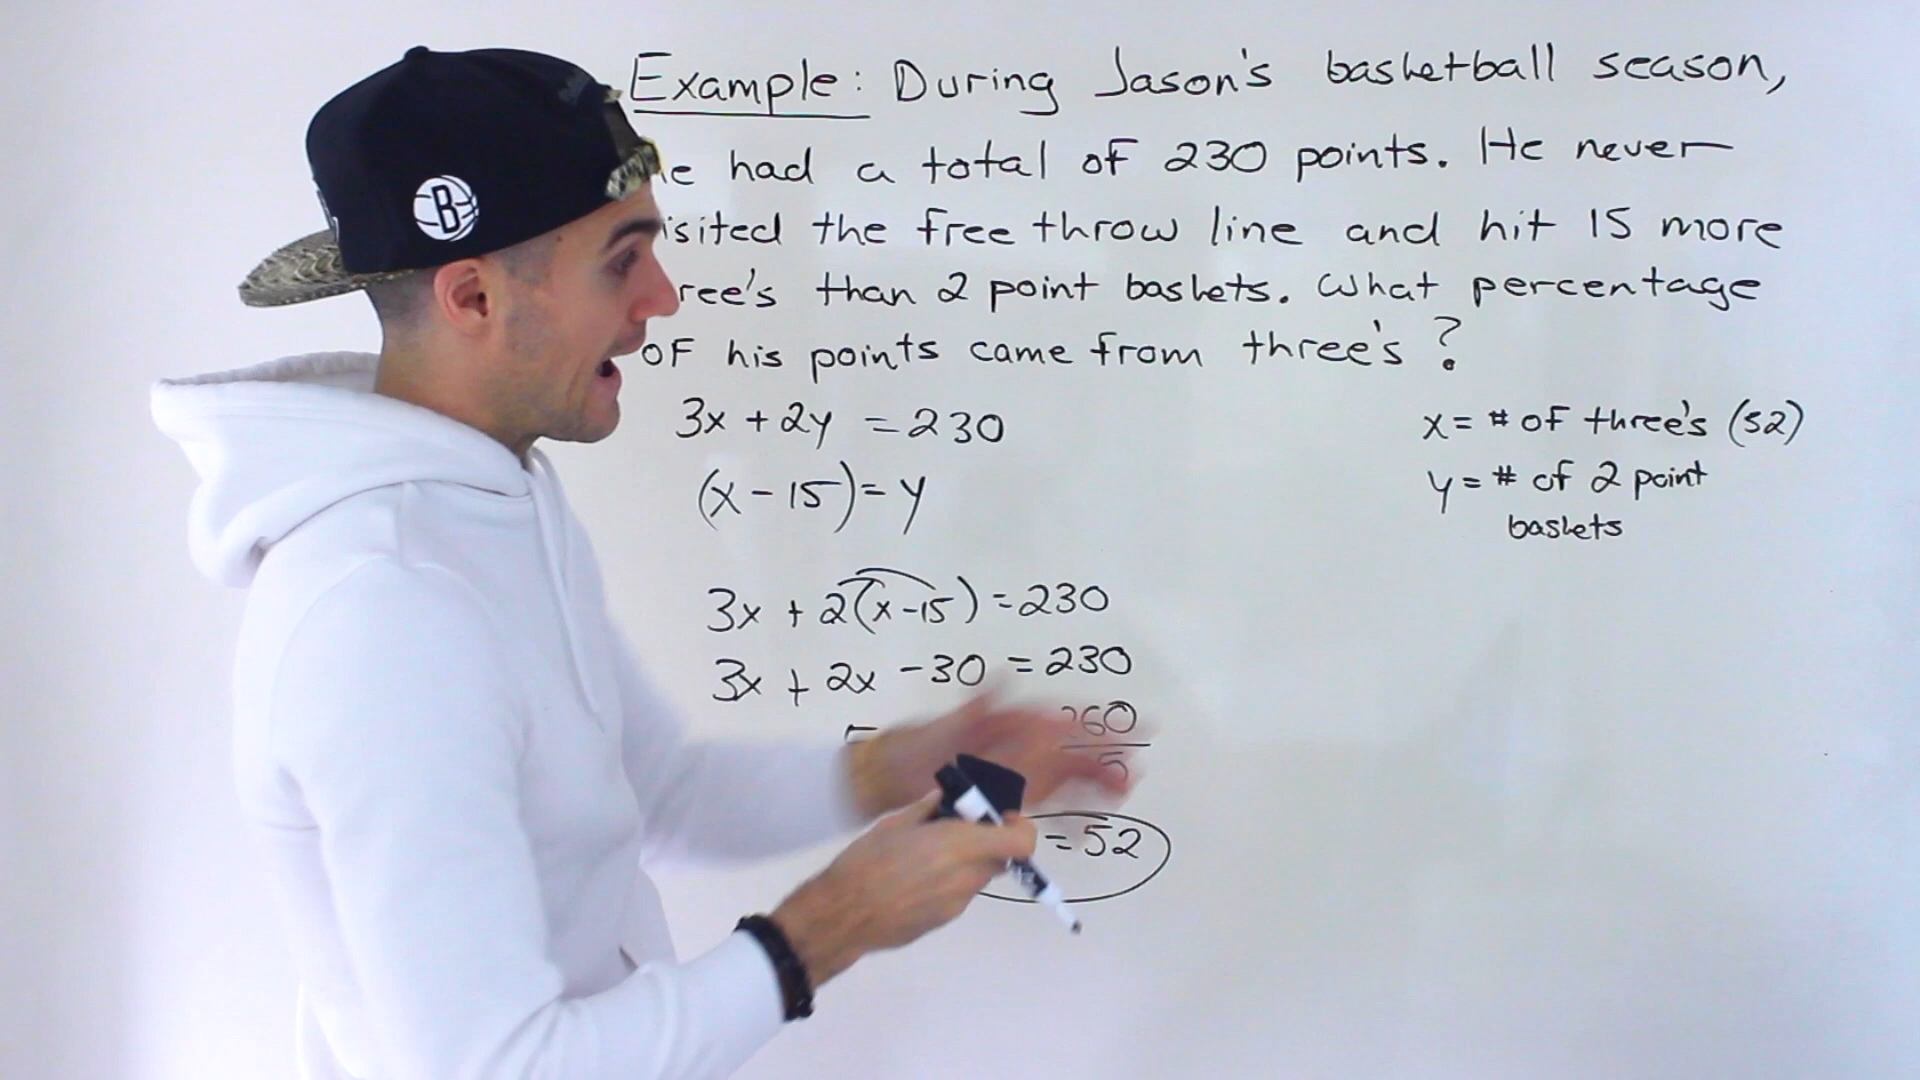 Example: During Jason's basketball season,
e had a total of 230 points. He never
isited the free throw line and hit 15 more
ree's than 2 point baskets. What percentage
of his points came from three's?
3x + 2y = 230
(x - 15) = y
x = # of three's (52)
y = # of 2 point
baskets
3x + 2(x - 15) = 230
3x + 2x - 30 = 230
260
5
= 52
B